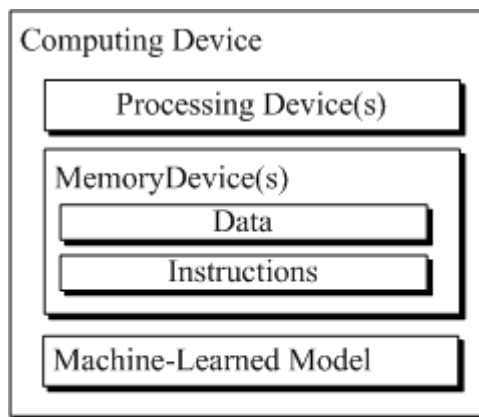 Computing Device
Processing Device(s)
MemoryDevice(s)
Data
Instructions
Machine-Learned Model